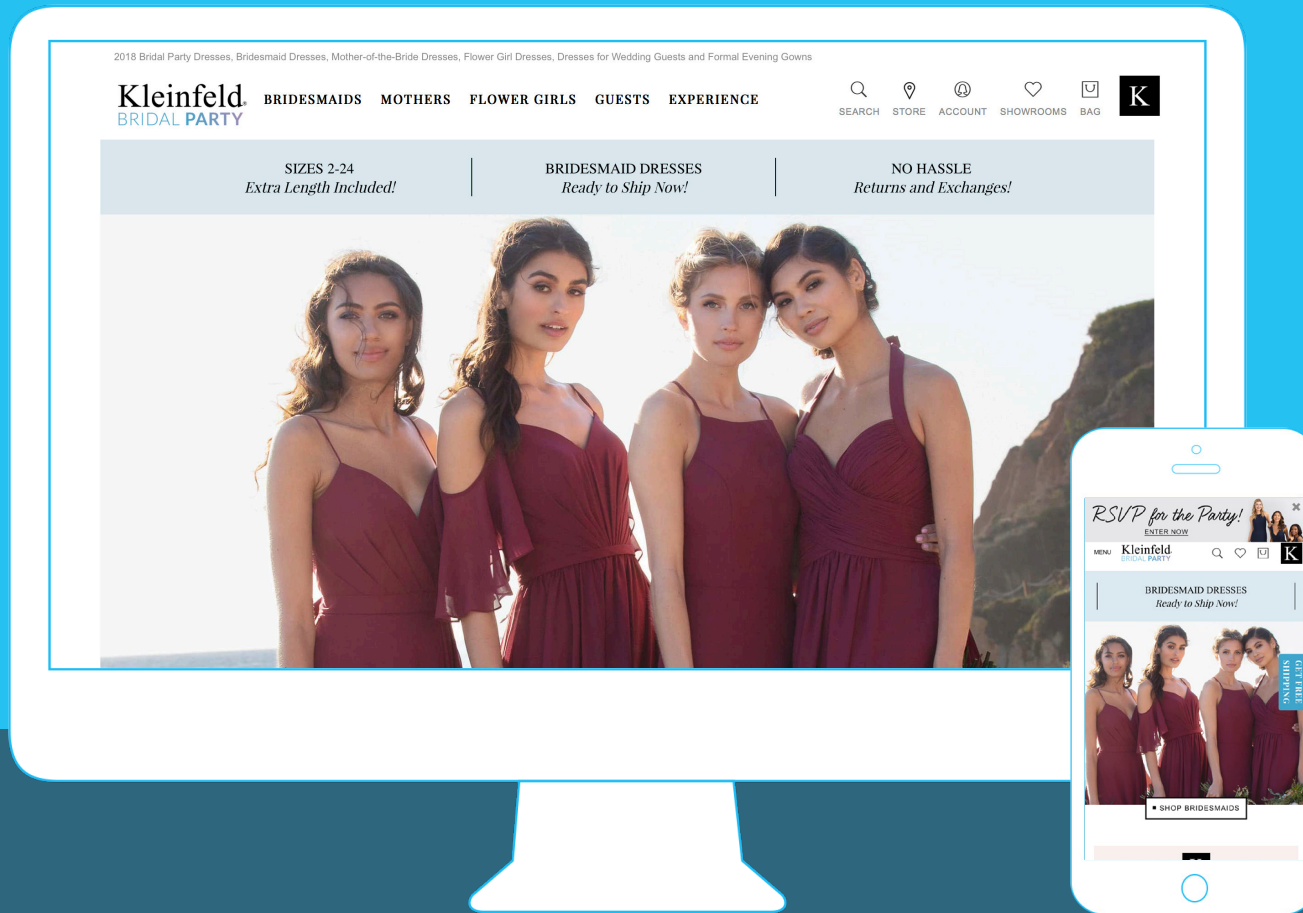 2018 Bridal Party Dresses, Bridesmaid Dresses, Mother-of-the-Bride Dresses, Flower Girl Dresses, Dresses for Wedding Guests and Formal Evening Gowns
Kleinfeld®
BRIDAL PARTY
BRIDESMAIDS MOTHERS FLOWER GIRLS GUESTS EXPERIENCE
SEARCH STORE ACCOUNT SHOWROOMS BAG
K
SIZES 2-24
Extra Length Included!
BRIDESMAID DRESSES
Ready to Ship Now!
NO HASSLE
Returns and Exchanges!
RSVP for the Party!
ENTER NOW
MENU
Kleinfeld
BRIDAL PARTY
K
BRIDESMAID DRESSES
Ready to Ship Now!
GET FREE
SHIPPING
SHOP BRIDESMAIDS